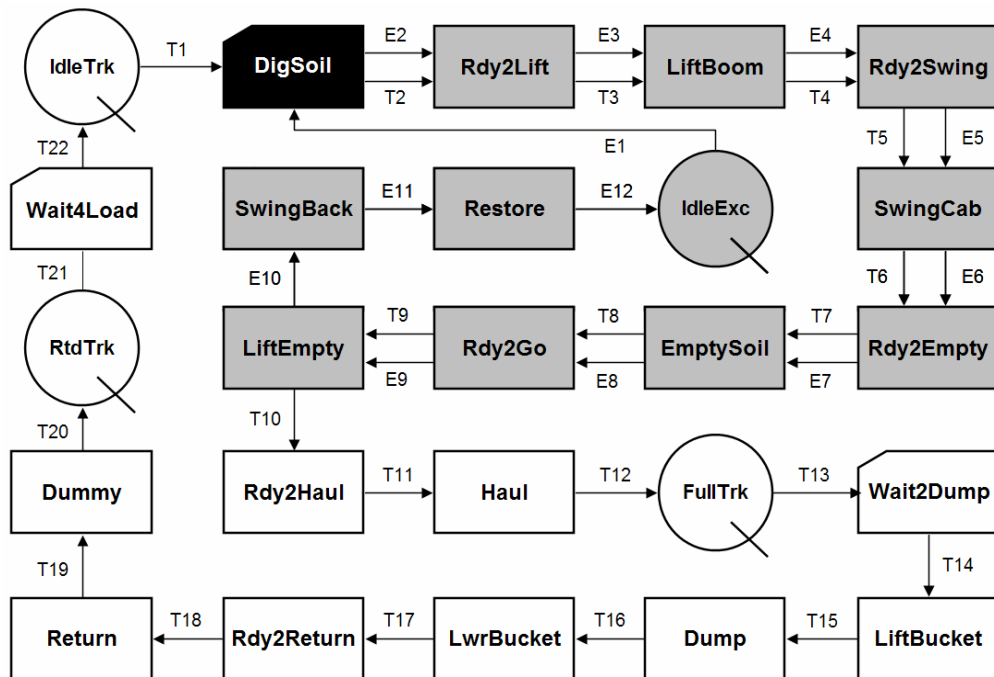 IdleTrk
T1
DigSoil
E2
T2
Rdy2Lift
E3
T3
LiftBoom
E4
T4
Rdy2Swing
T22
E1
T5
E5
Wait4Load
SwingBack
E11
Restore
E12
IdleExc
SwingCab
T21
E10
T6
E6
RtdTrk
LiftEmpty
T9
E9
Rdy2Go
T8
E8
EmptySoil
T7
E7
Rdy2Empty
T20
T10
Dummy
Rdy2Haul
T11
Haul
T12
FullTrk
T13
Wait2Dump
T19
T14
Return
T18
Rdy2Return
T17
LwrBucket
T16
Dump
T15
LiftBucket